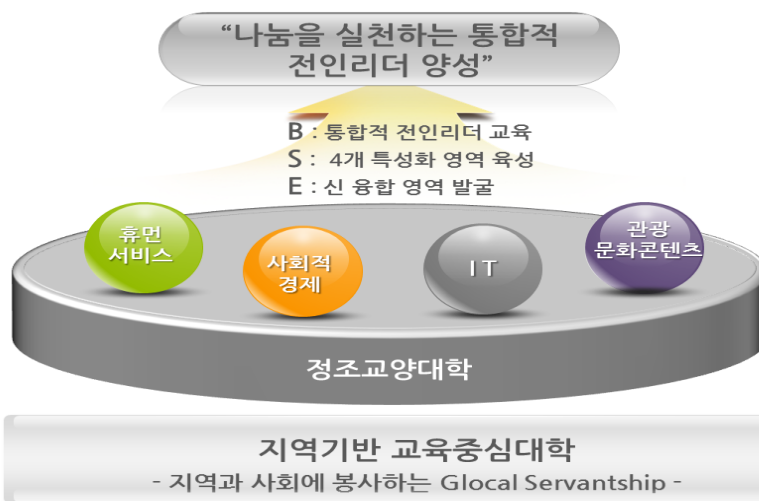 “나눔을 실천하는 통합적
전인리더 양성”
B : 통합적 전인리더 교육
S : 4개 특성화 영역 육성
E : 신 융합 영역 발굴
휴먼
서비스
사회적
경제
IT
관광
문화콘텐츠
정조교양대학
지역기반 교육중심대학
- 지역과 사회에 봉사하는 Glocal Servantship -